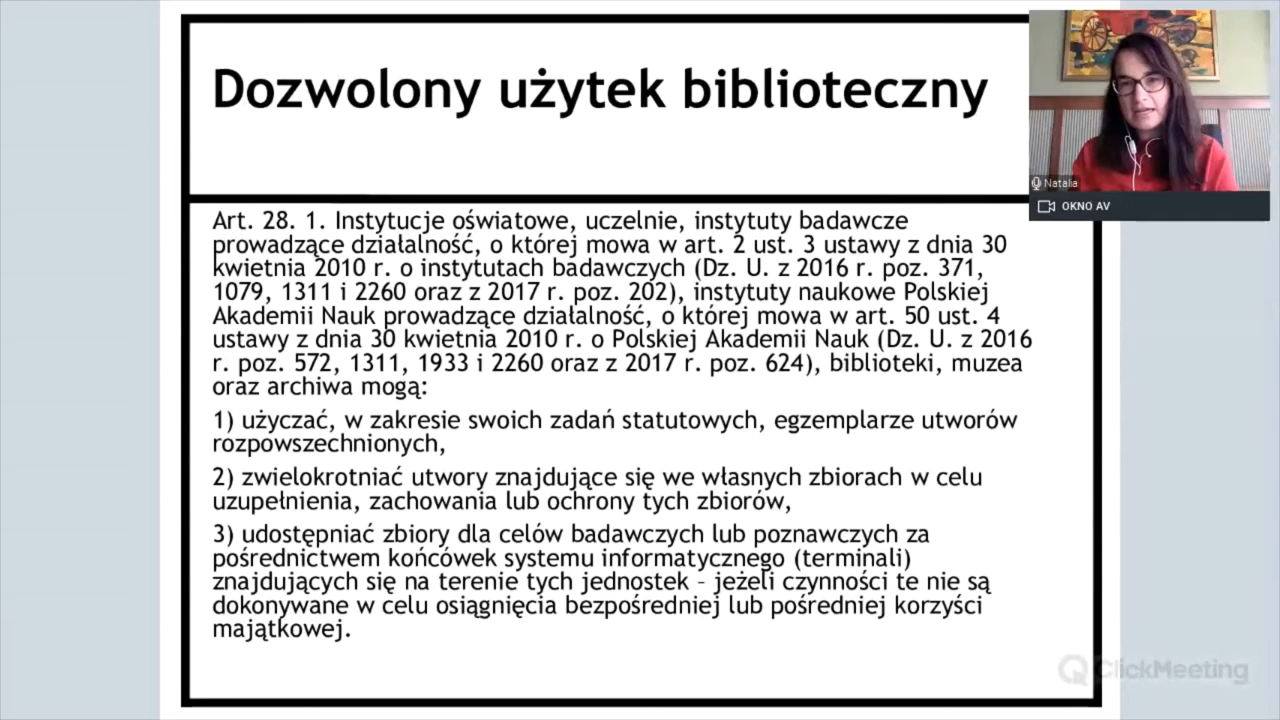 Dozwolony użytek biblioteczny
Natalia
OKNO AV
Art. 28. 1. Instytucje oświatowe, uczelnie, instytuty badawcze
prowadzące działalność, o której mowa w art. 2 ust. 3 ustawy z dnia 30
kwietnia 2010 r. o instytutach badawczych (Dz. U. z 2016 r. poz. 371,
1079, 1311 i 2260 oraz z 2017 r. poz. 202), instytuty naukowe Polskiej
Akademii Nauk prowadzące działalność, o której mowa w art. 50 ust. 4
ustawy z dnia 30 kwietnia 2010 r. o Polskiej Akademii Nauk (Dz. U. z 2016
r. poz. 572, 1311, 1933 i 2260 oraz z 2017 r. poz. 624), biblioteki, muzea
oraz archiwa mogą:
1) użyczać, w zakresie swoich zadań statutowych, egzemplarze utworów
rozpowszechnionych,
2) zwielokrotniać utwory znajdujące się we własnych zbiorach w celu
uzupełnienia, zachowania lub ochrony tych zbiorów,
3) udostępniać zbiory dla celów badawczych lub poznawczych za
pośrednictwem końcówek systemu informatycznego (terminali)
znajdujących się na terenie tych jednostek – jeżeli czynności te nie są
dokonywane w celu osiągnięcia bezpośredniej lub pośredniej korzyści
majątkowej.
ClickMeeting